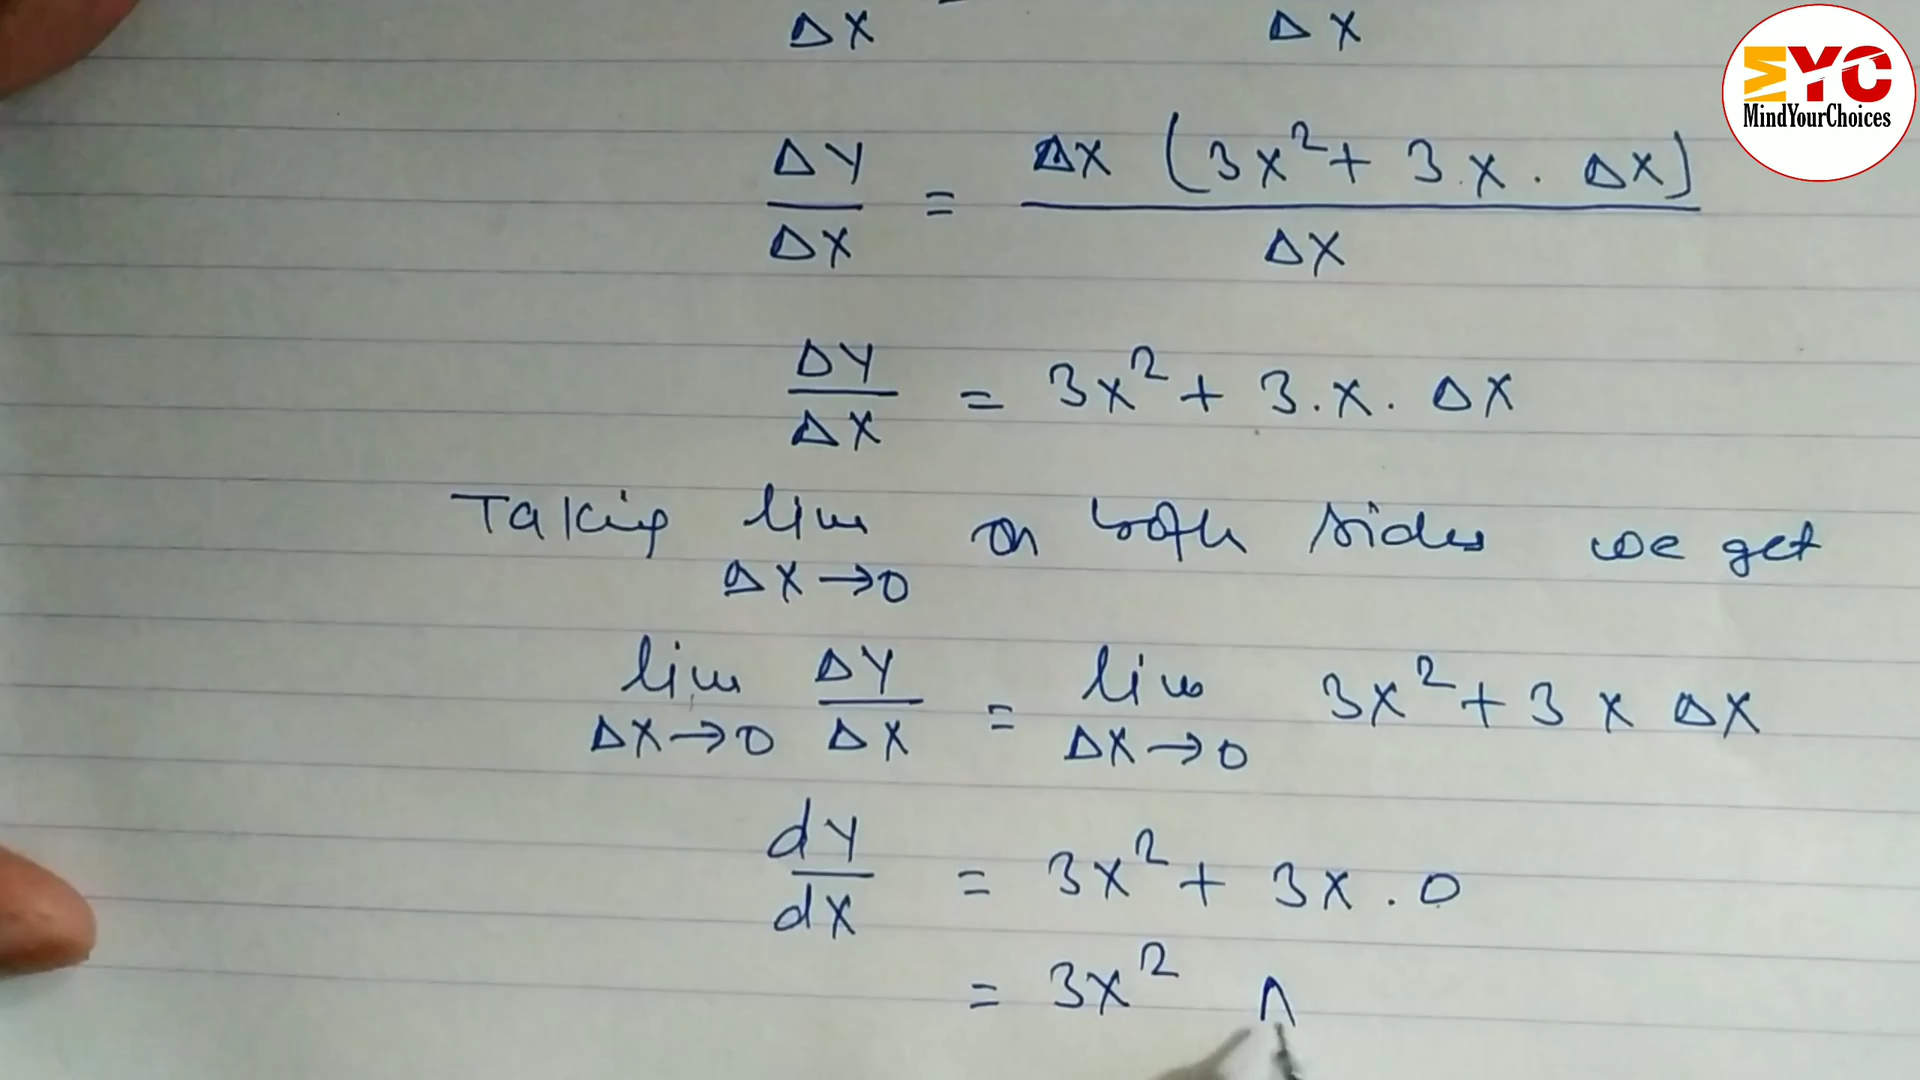 ΔX = ΔX
MYC
MindYourChoices
ΔY/ΔX = ΔX (3X² + 3.X. ΔX)/ΔX
ΔY/ΔX = 3X² + 3.X. ΔX
Taking lim ΔX→0 on both sides we get
lim ΔX→0 ΔY/ΔX = lim ΔX→0 3X² + 3 X ΔX
dY/dX = 3X² + 3X . 0
= 3X²